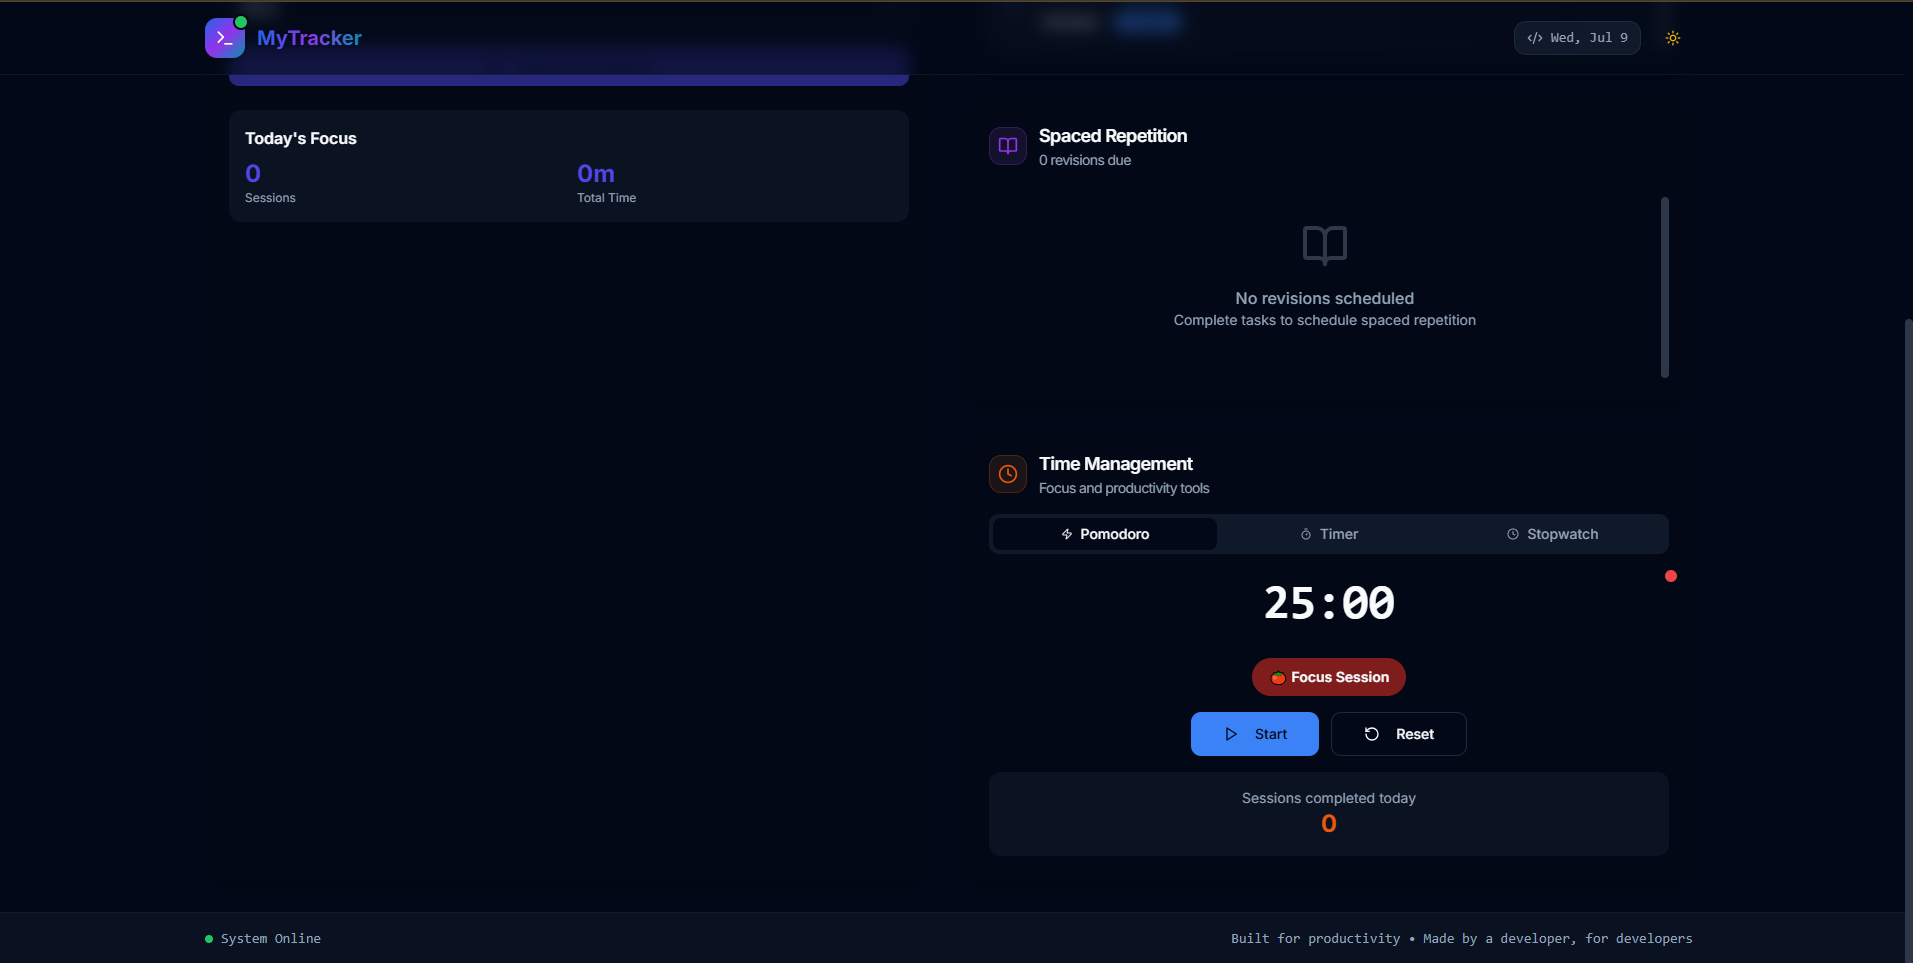 MyTracker
</> Wed, Jul 9
Today's Focus
0
Sessions
0m
Total Time
Spaced Repetition
0 revisions due
No revisions scheduled
Complete tasks to schedule spaced repetition
Time Management
Focus and productivity tools
Pomodoro
Timer
Stopwatch
25:00
Focus Session
Start
Reset
Sessions completed today
0
System Online
Built for productivity • Made by a developer, for developers